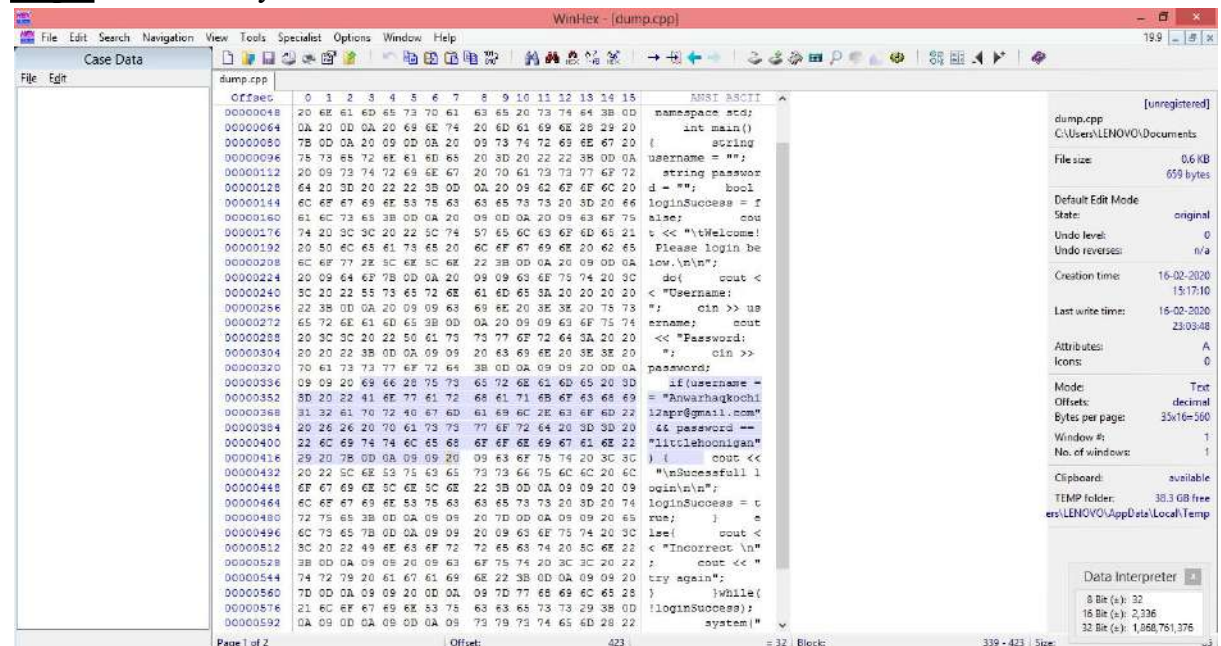 WinHex - [dump.cpp]
File Edit Search Navigation View Tools Specialist Options Window Help
19.9
Case Data
File Edit
dump.cpp
Offset 0 1 2 3 4 5 6 7 8 9 10 11 12 13 14 15 ANSI ASCII
00000048 20 6E 61 6D 65 73 70 61 63 65 20 73 74 64 3B 0D namespace std;
00000064 0A 20 0D 0A 20 69 6E 74 20 6D 61 69 6E 28 29 20 int main()
00000080 7B 0D 0A 20 09 0D 0A 20 09 73 74 72 69 6E 67 20 { string
00000096 75 73 65 72 6E 61 6D 65 20 3D 20 22 22 3B 0D 0A username = "";
00000112 20 09 73 74 72 69 6E 67 20 70 61 73 73 77 6F 72 string passwor
00000128 64 20 3D 20 22 22 3B 0D 0A 20 09 62 6F 6F 6C 20 d = ""; bool
00000144 6C 6F 67 69 6E 53 75 63 63 65 73 73 20 3D 20 66 loginSuccess = f
00000160 61 6C 73 65 3B 0D 0A 20 09 0D 0A 20 09 63 6F 75 alse; cou
00000176 74 20 3C 3C 20 22 5C 74 57 65 6C 63 6F 6D 65 21 t << "\tWelcome!
00000192 20 50 6C 65 61 73 65 20 6C 6F 67 69 6E 20 62 65 Please login be
00000208 6C 6F 77 2E 5C 6E 5C 6E 22 3B 0D 0A 20 09 0D 0A low.\n\n";
00000224 20 09 64 6F 7B 0D 0A 20 09 09 63 6F 75 74 20 3C do{ cout <
00000240 3C 20 22 55 73 65 72 6E 61 6D 65 3A 20 20 20 20 < "Username:
00000256 22 3B 0D 0A 20 09 09 63 69 6E 20 3E 3E 20 75 73 "; cin >> us
00000272 65 72 6E 61 6D 65 3B 0D 0A 20 09 09 63 6F 75 74 ername; cout
00000288 20 3C 3C 20 22 50 61 73 73 77 6F 72 64 3A 20 20 << "Password:
00000304 20 20 22 3B 0D 0A 09 09 20 63 69 6E 20 3E 3E 20 "; cin >>
00000320 70 61 73 73 77 6F 72 64 3B 0D 0A 09 09 20 0D 0A password;
00000336 09 09 20 69 66 28 75 73 65 72 6E 61 6D 65 20 3D if(username =
00000352 3D 20 22 41 6E 77 61 72 68 61 71 6B 6F 63 68 69 = "Anwarhaqkochi
00000368 31 32 61 70 72 40 67 6D 61 69 6C 2E 63 6F 6D 22 12apr@gmail.com"
00000384 20 26 26 20 70 61 73 73 77 6F 72 64 20 3D 3D 20 && password ==
00000400 22 6C 69 74 74 6C 65 68 6F 6F 6E 69 67 61 6E 22 "littlehoonigan"
00000416 29 20 7B 0D 0A 09 09 20 09 63 6F 75 74 20 3C 3C ) { cout <<
00000432 20 22 5C 6E 53 75 63 65 73 73 66 75 6C 6C 20 6C "\nSucessfull l
00000448 6F 67 69 6E 5C 6E 5C 6E 22 3B 0D 0A 09 09 20 09 ogin\n\n";
00000464 6C 6F 67 69 6E 53 75 63 63 65 73 73 20 3D 20 74 loginSuccess = t
00000480 72 75 65 3B 0D 0A 09 09 20 7D 0D 0A 09 09 20 65 rue; } e
00000496 6C 73 65 7B 0D 0A 09 09 20 09 63 6F 75 74 20 3C lse{ cout <
00000512 3C 20 22 49 6E 63 6F 72 72 65 63 74 20 5C 6E 22 < "Incorrect \n"
00000528 3B 0D 0A 09 09 20 09 63 6F 75 74 20 3C 3C 20 22 ; cout << "
00000544 74 72 79 20 61 67 61 69 6E 22 3B 0D 0A 09 09 20 try again";
00000560 7D 0D 0A 09 09 20 0D 0A 09 7D 77 68 69 6C 65 28 } }while(
00000576 21 6C 6F 67 69 6E 53 75 63 63 65 73 73 29 3B 0D !loginSuccess);
00000592 0A 09 0D 0A 09 0D 0A 09 73 79 73 74 65 6D 28 22 system("
[unregistered]
dump.cpp
C:\Users\LENOVO\Documents
File size: 0.6 KB
659 bytes
Default Edit Mode
State: original
Undo level: 0
Undo reverses: n/a
Creation time: 16-02-2020
15:17:10
Last write time: 16-02-2020
23:03:48
Attributes: A
Icons: 0
Mode: Text
Offsets: decimal
Bytes per page: 35x16=560
Window #: 1
No. of windows: 1
Clipboard: available
TEMP folder: 38.3 GB free
ers\LENOVO\AppData\Local\Temp
Data Interpreter
8 Bit (±): 32
16 Bit (±): 2,336
32 Bit (±): 1,868,761,376
Page 1 of 2 Offset: 423 = 32 Block: 339 - 423 Size: